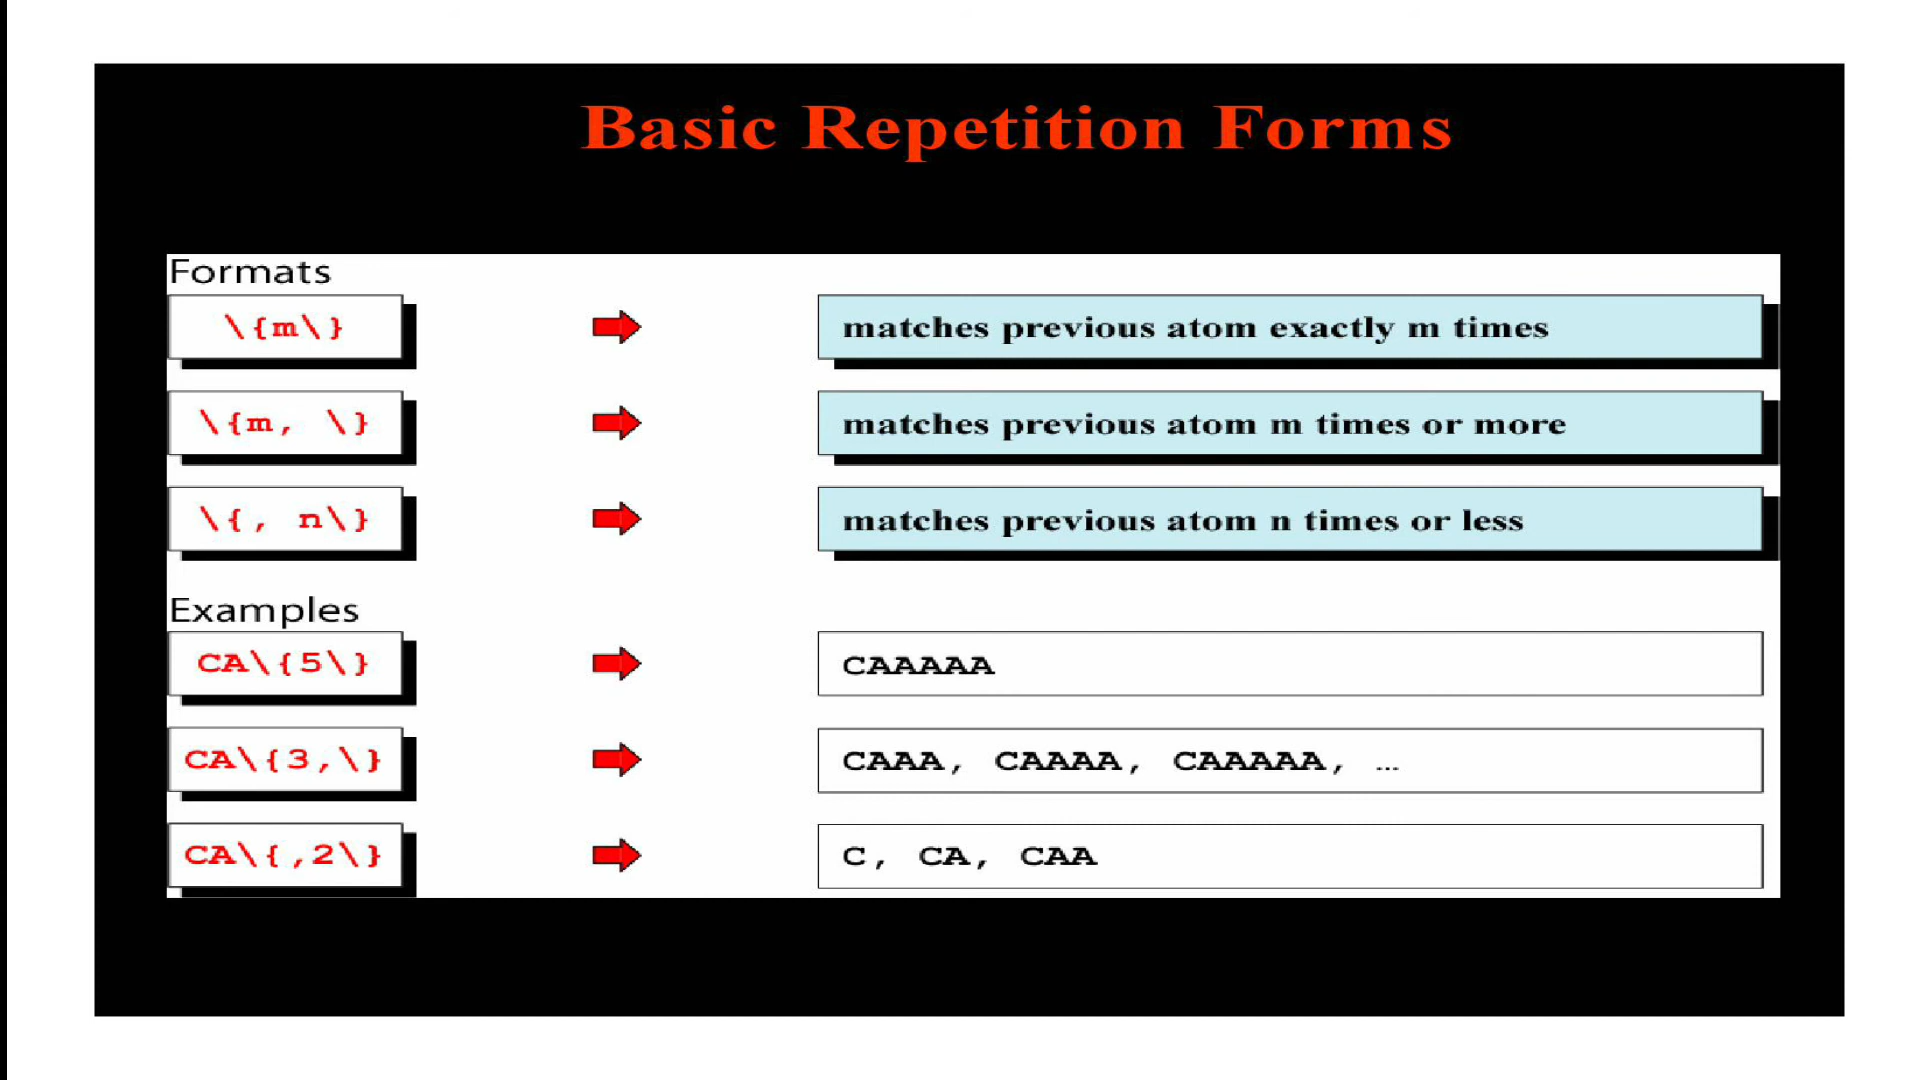 Basic Repetition Forms
Formats
\{m\} matches previous atom exactly m times
\{m, \} matches previous atom m times or more
\{, n\} matches previous atom n times or less
Examples
CA\{5\} CAAAAA
CA\{3,\} CAAA, CAAAA, CAAAAA, …
CA\{,2\} C, CA, CAA